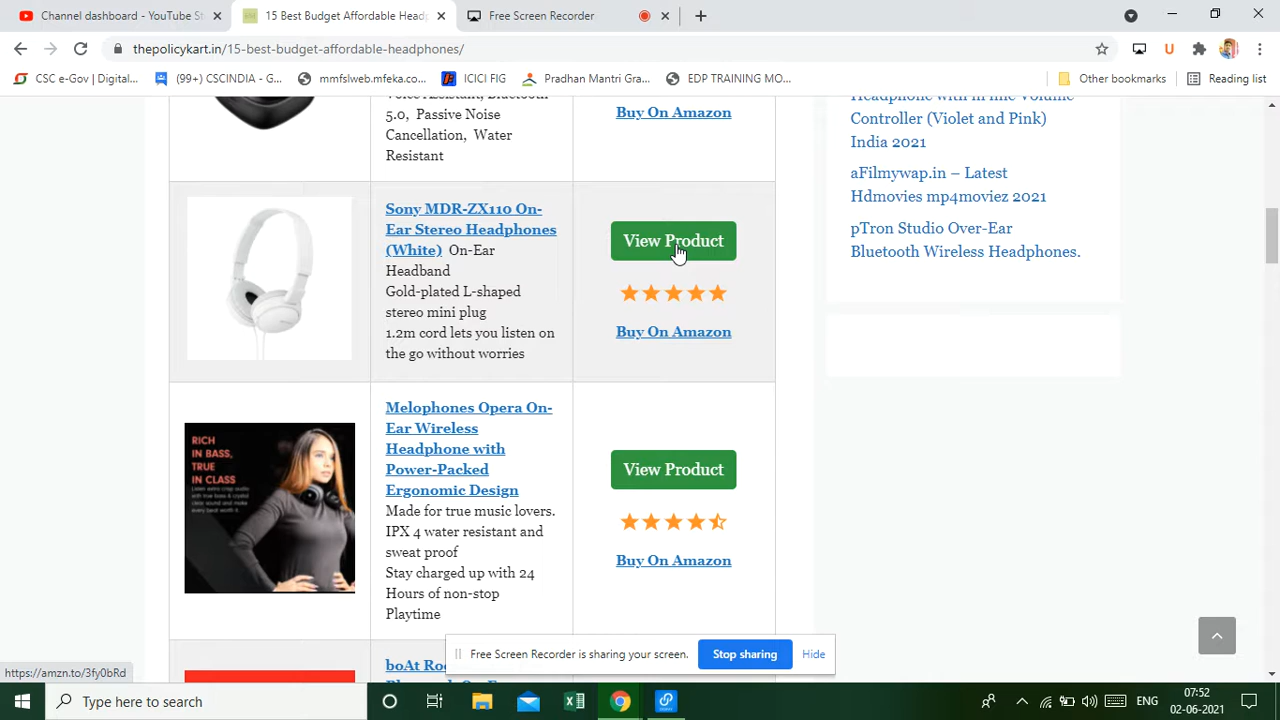 Channel dashboard - YouTube St
15 Best Budget Affordable Head
Free Screen Recorder
thepolicykart.in/15-best-budget-affordable-headphones/
CSC e-Gov | Digital...
(99+) CSCINDIA - G...
mmfslweb.mfeka.co...
ICICI FIG
Pradhan Mantri Gra...
EDP TRAINING MO...
Other bookmarks
Reading list
5.0, Passive Noise
Cancellation, Water
Resistant
Buy On Amazon
Sony MDR-ZX110 On-
Ear Stereo Headphones
(White) On-Ear
Headband
Gold-plated L-shaped
stereo mini plug
1.2m cord lets you listen on
the go without worries
View Product
Buy On Amazon
RICH
IN BASS,
TRUE
IN CLASS
Melophones Opera On-
Ear Wireless
Headphone with
Power-Packed
Ergonomic Design
Made for true music lovers.
IPX 4 water resistant and
sweat proof
Stay charged up with 24
Hours of non-stop
Playtime
View Product
Buy On Amazon
Headphone with in line Volume
Controller (Violet and Pink)
India 2021
aFilmywap.in – Latest
Hdmovies mp4moviez 2021
pTron Studio Over-Ear
Bluetooth Wireless Headphones.
Free Screen Recorder is sharing your screen.
Stop sharing
Hide
https://amzn.to/3fy0bRd
Type here to search
ENG
07:52
02-06-2021